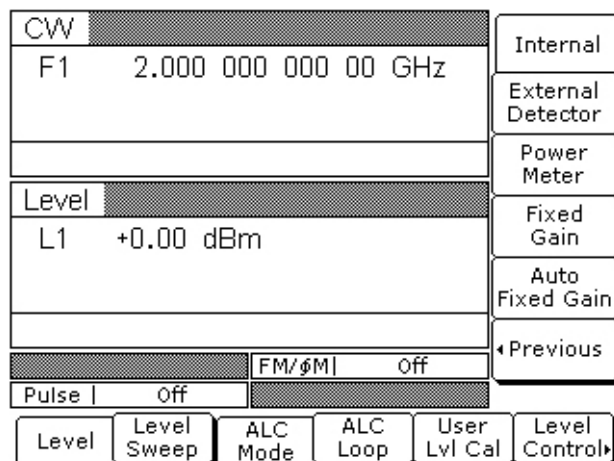 CW
F1 2.000 000 000 00 GHz
Level
L1 +0.00 dBm
FM/ϕM| Off
Pulse | Off
Internal
External
Detector
Power
Meter
Fixed
Gain
Auto
Fixed Gain
Previous
Level
Level
Sweep
ALC
Mode
ALC
Loop
User
Lvl Cal
Level
Control